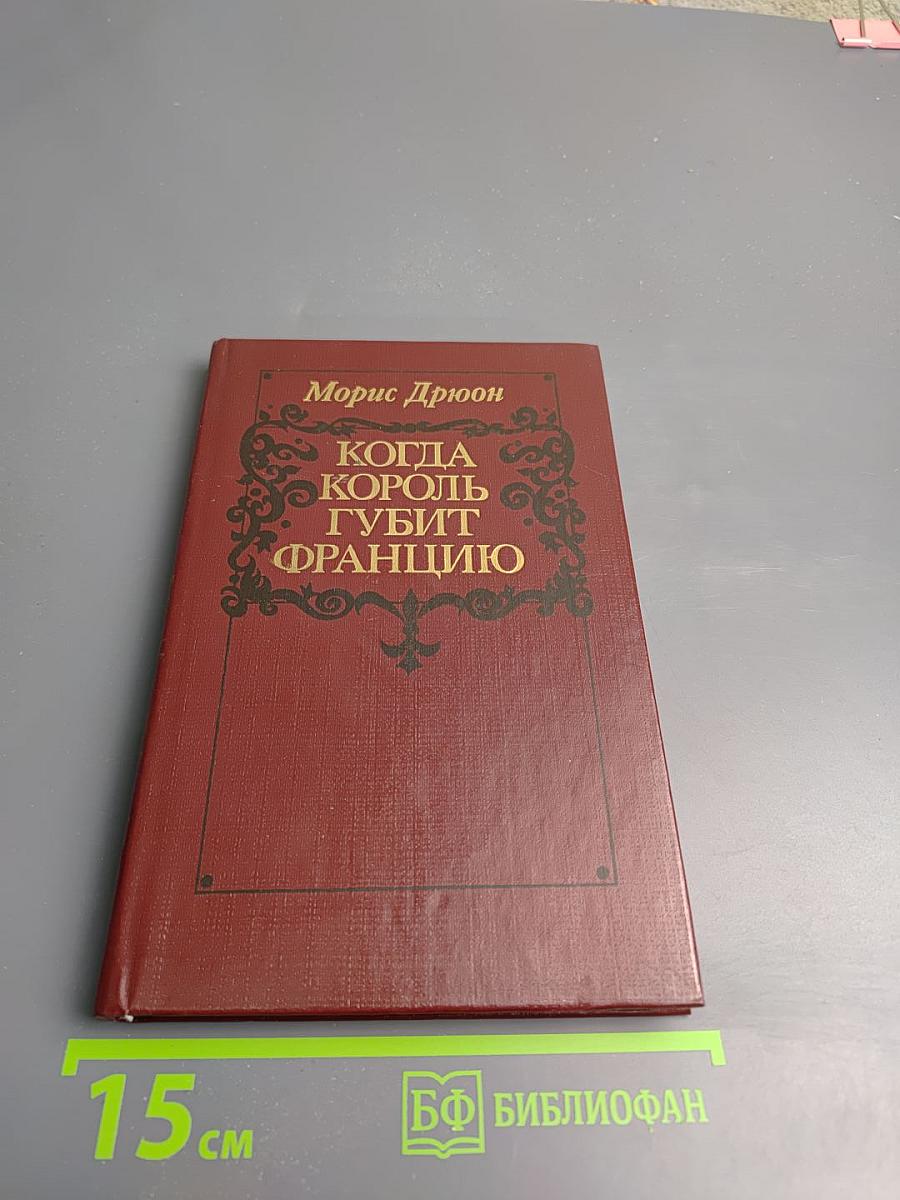 Морис Дрюон
КОГДА
КОРОЛЬ
ГУБИТ
ФРАНЦИЮ
15 см
БФ БИБЛИОФАН